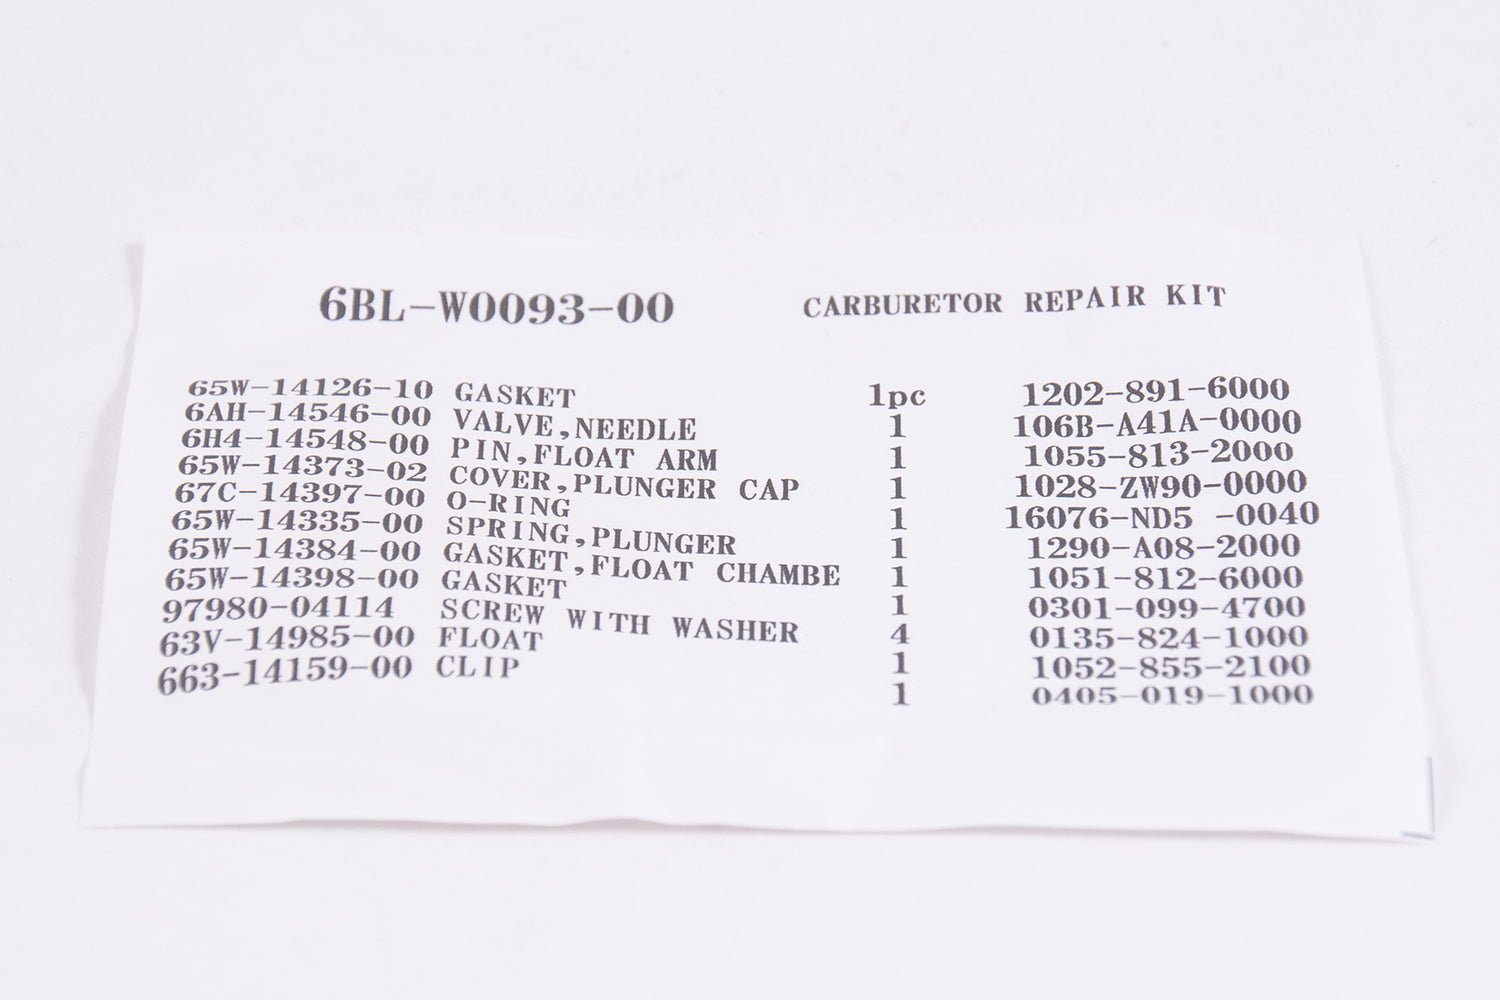 6BL-W0093-00 CARBURETOR REPAIR KIT
65W-14126-10 GASKET 1pc 1202-891-6000
6AH-14546-00 VALVE,NEEDLE 1 106B-A41A-0000
6H4-14548-00 PIN,FLOAT ARM 1 1055-813-2000
65W-14373-02 COVER,PLUNGER CAP 1 1028-ZW90-0000
67C-14397-00 O-RING 1 16076-ND5 -0040
65W-14335-00 SPRING,PLUNGER 1 1290-A08-2000
65W-14384-00 GASKET,FLOAT CHAMBE 1 1051-812-6000
65W-14398-00 GASKET 1 0301-099-4700
97980-04114 SCREW WITH WASHER 4 0135-824-1000
63V-14985-00 FLOAT 1 1052-855-2100
663-14159-00 CLIP 1 0405-019-1000